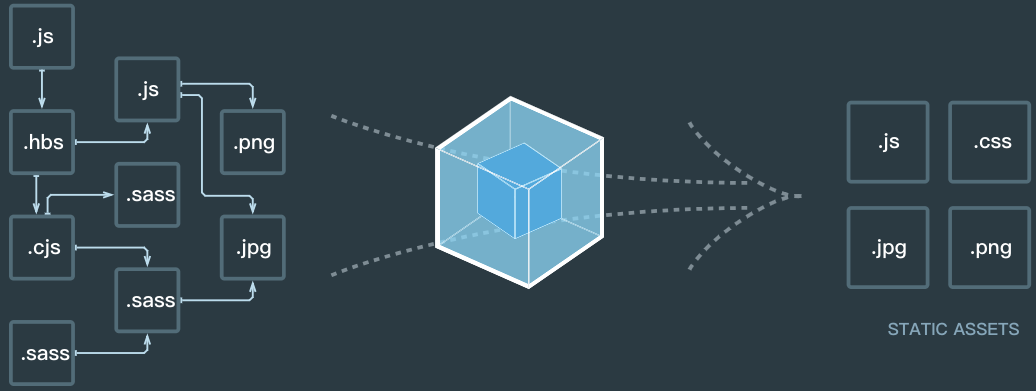 .js
.js
.hbs
.png
.sass
.cjs
.jpg
.sass
.sass
.js
.css
.jpg
.png
STATIC ASSETS